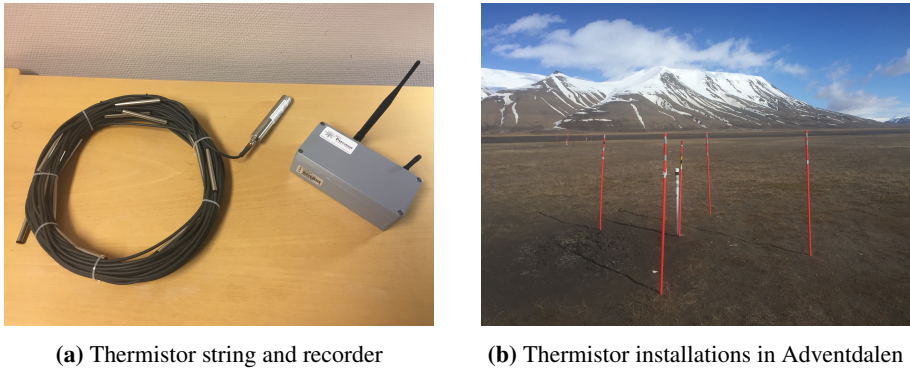 (a) Thermistor string and recorder
(b) Thermistor installations in Adventdalen